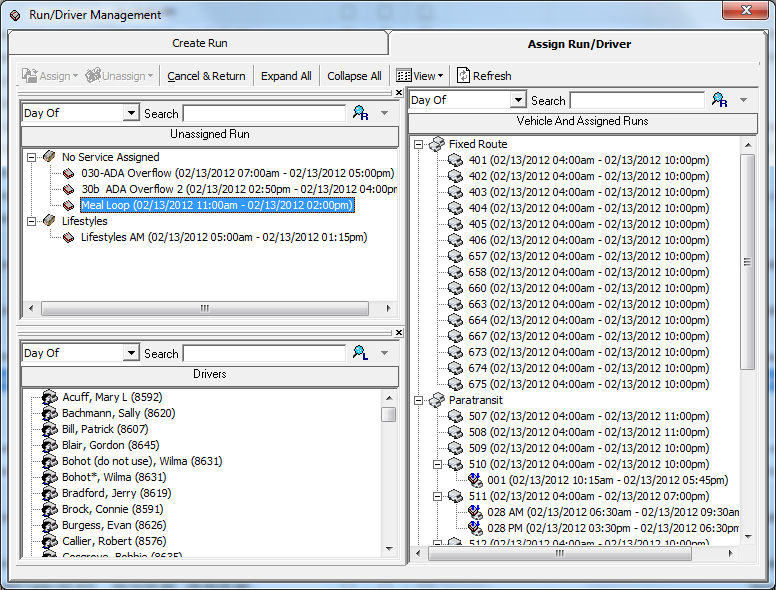 Run/Driver Management
Create Run
Assign Run/Driver
Assign
Unassign
Cancel & Return
Expand All
Collapse All
View
Refresh
Day Of
Search
Unassigned Run
No Service Assigned
030-ADA Overflow (02/13/2012 07:00am - 02/13/2012 05:00pm)
30b ADA Overflow 2 (02/13/2012 02:50pm - 02/13/2012 04:00pm
Meal Loop (02/13/2012 11:00am - 02/13/2012 02:00pm)
Lifestyles
Lifestyles AM (02/13/2012 05:00am - 02/13/2012 01:15pm)
Day Of
Search
Drivers
Acuff, Mary L (8592)
Bachmann, Sally (8620)
Bill, Patrick (8607)
Blair, Gordon (8645)
Bohot (do not use), Wilma (8631)
Bohot*, Wilma (8631)
Bradford, Jerry (8619)
Brock, Connie (8591)
Burgess, Evan (8626)
Callier, Robert (8576)
Cosgrove, Bobbie (8635)
Day Of
Search
Vehicle And Assigned Runs
Fixed Route
401 (02/13/2012 04:00am - 02/13/2012 10:00pm)
402 (02/13/2012 04:00am - 02/13/2012 10:00pm)
403 (02/13/2012 04:00am - 02/13/2012 10:00pm)
404 (02/13/2012 04:00am - 02/13/2012 10:00pm)
405 (02/13/2012 04:00am - 02/13/2012 10:00pm)
406 (02/13/2012 04:00am - 02/13/2012 10:00pm)
657 (02/13/2012 04:00am - 02/13/2012 10:00pm)
658 (02/13/2012 04:00am - 02/13/2012 10:00pm)
660 (02/13/2012 04:00am - 02/13/2012 10:00pm)
663 (02/13/2012 04:00am - 02/13/2012 10:00pm)
664 (02/13/2012 04:00am - 02/13/2012 10:00pm)
667 (02/13/2012 04:00am - 02/13/2012 10:00pm)
673 (02/13/2012 04:00am - 02/13/2012 10:00pm)
674 (02/13/2012 04:00am - 02/13/2012 10:00pm)
675 (02/13/2012 04:00am - 02/13/2012 10:00pm)
Paratransit
507 (02/13/2012 04:00am - 02/13/2012 11:00pm)
508 (02/13/2012 04:00am - 02/13/2012 11:00pm)
509 (02/13/2012 04:00am - 02/13/2012 10:00pm)
510 (02/13/2012 04:00am - 02/13/2012 10:00pm)
001 (02/13/2012 10:15am - 02/13/2012 05:45pm)
511 (02/13/2012 04:00am - 02/13/2012 07:00pm)
028 AM (02/13/2012 06:30am - 02/13/2012 09:30am
028 PM (02/13/2012 03:30pm - 02/13/2012 06:30pm
512 (02/13/2012 04:00am - 02/13/2012 10:00pm)